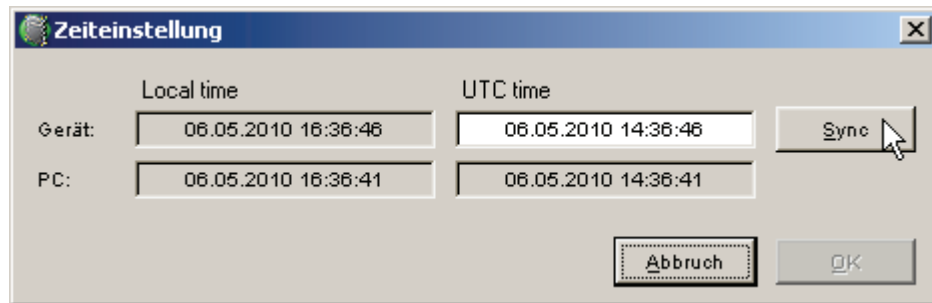 Zeiteinstellung
Local time UTC time
Gerät: 06.05.2010 16:36:46 06.05.2010 14:36:46 Sync
PC: 06.05.2010 16:36:41 06.05.2010 14:36:41
Abbruch OK